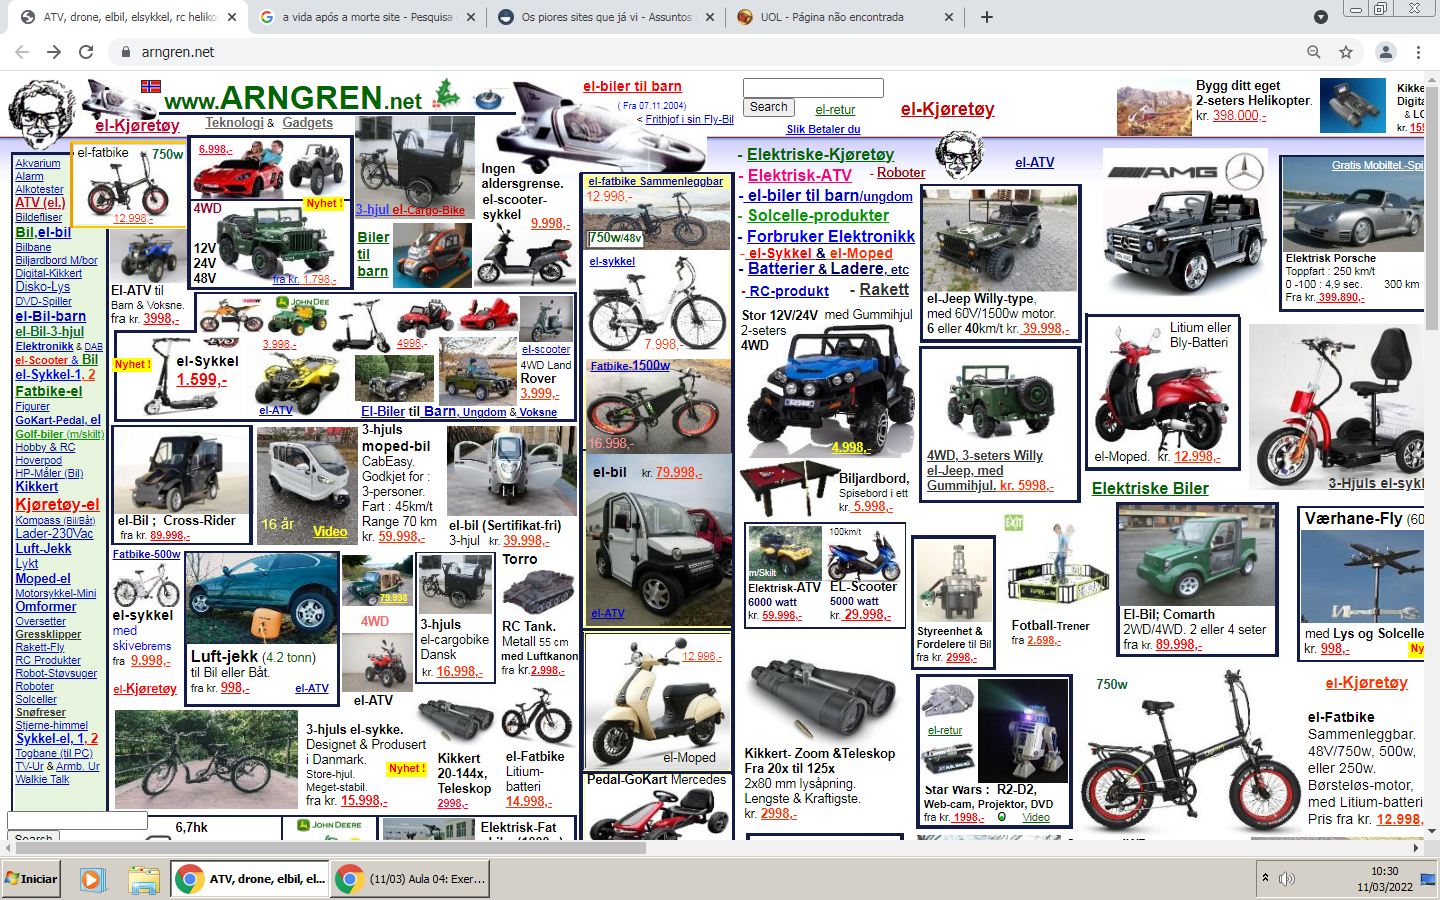 ATV, drone, elbil, elsykkel, rc heliko
a vida após a morte site - Pesquisa
Os piores sites que já vi - Assuntos
UOL - Página não encontrada
arngren.net
www.ARNGREN.net
el-Kjøretøy
Teknologi & Gadgets
el-biler til barn
( Fra 07.11.2004)
< Frithjof i sin Fly-Bil
Search
el-retur
Slik Betaler du
el-Kjøretøy
Bygg ditt eget
2-seters Helikopter.
kr. 398.000,-
Kikke
Digita
& LC
kr. 159
Akvarium
Alarm
Alkotester
ATV (el.)
Bildefliser
Bil,el-bil
Bilbane
Biljardbord M/bor
Digital-Kikkert
Disko-Lys
DVD-Spiller
el-Bil-barn
el-Bil-3-hjul
Elektronikk & DAB
el-Scooter & Bil
el-Sykkel-1, 2
Fatbike-el
Figurer
GoKart-Pedal, el
Golf-biler (m/skilt)
Hobby & RC
Hoverpod
HP-Måler (Bil)
Kikkert
Kjøretøy-el
Kompass (Bil/Båt)
Lader-230Vac
Luft-Jekk
Lykt
Moped-el
Motorsykkel-Mini
Omformer
Oversetter
Gressklipper
Rakett-Fly
RC Produkter
Robot-Støvsuger
Roboter
Solceller
Snøfreser
Stjerne-himmel
Sykkel-el, 1, 2
Togbane (til PC)
TV-Ur & Armb. Ur
Walkie Talk
Search
el-fatbike 750w
12.998,-
6.998,-
Nyhet !
4WD
12V
24V
48V
fra kr. 1.798,-
3-hjul el-Cargo-Bike
Biler
til
barn
Ingen
aldersgrense.
el-scooter-
sykkel
9.998,-
El-ATV til
Barn & Voksne.
fra kr. 3998,-
JOHN DEERE
3.998,-
4998,-
el-scooter
Nyhet !
el-Sykkel
1.599,-
el-ATV
4WD Land
Rover
3.999,-
El-Biler til Barn, Ungdom & Voksne
el-fatbike Sammenleggbar
12.998,-
750w/48v
el-sykkel
7.998,-
Fatbike-1500w
16.998,-
el-bil kr. 79.998,-
el-ATV
12.998,-
el-Moped
Pedal-GoKart Mercedes
el-Bil ; Cross-Rider
fra kr. 89.998,-
16 år
Video
3-hjuls
moped-bil
CabEasy.
Godkjet for :
3-personer.
Fart : 45km/t
Range 70 km
kr. 59.998,-
el-bil (Sertifikat-fri)
3-hjul kr. 39.998,-
Fatbike-500w
el-sykkel
med
skivebrems
fra 9.998,-
el-Kjøretøy
Luft-jekk (4.2 tonn)
til Bil eller Båt.
fra kr. 998,-
el-ATV
79.998
4WD
el-ATV
3-hjuls
el-cargobike
Dansk
kr. 16.998,-
Torro
RC Tank.
Metall 55 cm
med Luftkanon
fra kr.2.998,-
3-hjuls el-sykke.
Designet & Produsert
i Danmark.
Store-hjul.
Meget-stabil.
fra kr. 15.998,-
Nyhet !
Kikkert
20-144x,
Teleskop
2998,-
el-Fatbike
Litium-
batteri
14.998,-
6,7hk
JOHN DEERE
Elektrisk-Fat
- Elektriske-Kjøretøy
- Elektrisk-ATV
- Roboter
- el-biler til barn/ungdom
- Solcelle-produkter
- Forbruker Elektronikk
- el-Sykkel & el-Moped
- Batterier & Ladere, etc
- RC-produkt
- Rakett
Stor 12V/24V med Gummihjul
2-seters
4WD
4.998,-
Biljardbord,
Spisebord i ett
kr. 5.998,-
m/Skilt
Elektrisk-ATV
6000 watt
kr. 59.998,-
100km/t
EL-Scooter
5000 watt
kr. 29.998,-
Kikkert- Zoom &Teleskop
Fra 20x til 125x
2x80 mm lysåpning.
Lengste & Kraftigste.
kr. 2998,-
el-ATV
el-Jeep Willy-type,
med 60V/1500w motor.
6 eller 40km/t kr. 39.998,-
4WD, 3-seters Willy
el-Jeep, med
Gummihjul. kr. 5998,-
AMG
Gratis Mobiltel.-Spi
Elektrisk Porsche
Toppfart : 250 km/t
0 -100 : 4,9 sec. 300 km
Fra kr. 399.890,-
Litium eller
Bly-Batteri
el-Moped. kr. 12.998,-
3-Hjuls el-sykk
Elektriske Biler
Styreenhet &
Fordelere til Bil
fra kr. 2998,-
EXIT
Fotball-Trener
fra 2.598,-
El-Bil; Comarth
2WD/4WD. 2 eller 4 seter
fra kr. 89.998,-
Værhane-Fly (60
med Lys og Solcelle
kr. 998,-
Ny
el-retur
STAR WARS
Star Wars : R2-D2,
Web-cam, Projektor, DVD
fra kr. 1998,- Video
750w
el-Kjøretøy
el-Fatbike
Sammenleggbar.
48V/750w, 500w,
eller 250w.
Børsteløs-motor,
med Litium-batteri
Pris fra kr. 12.998,
Iniciar
ATV, drone, elbil, el...
(11/03) Aula 04: Exer...
10:30
11/03/2022